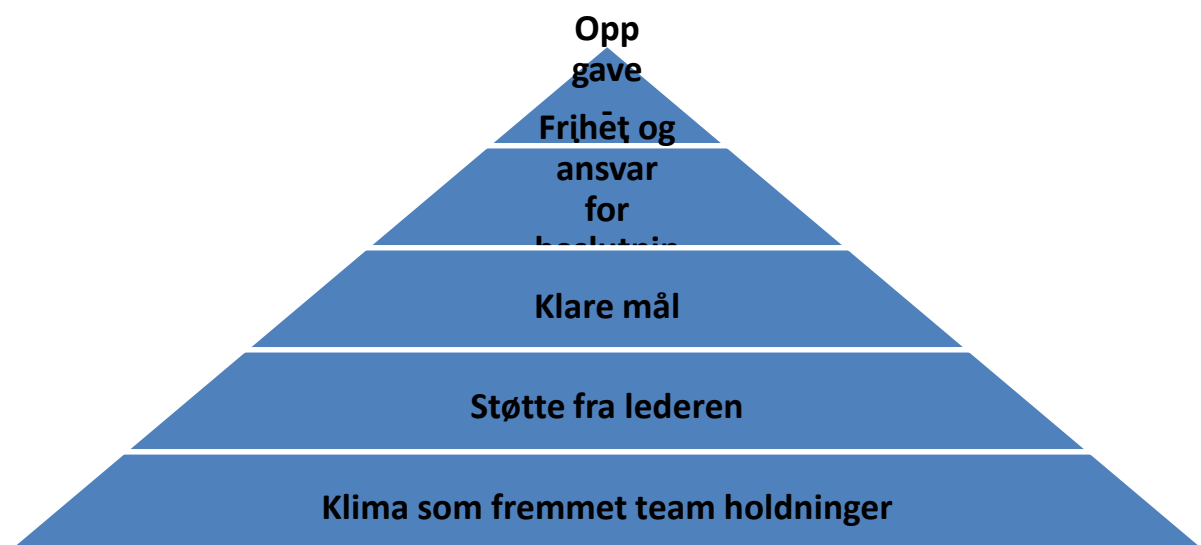 Opp
gave
-
Frihet og
ansvar
for
Klare mål
Støtte fra lederen
Klima som fremmet team holdninger